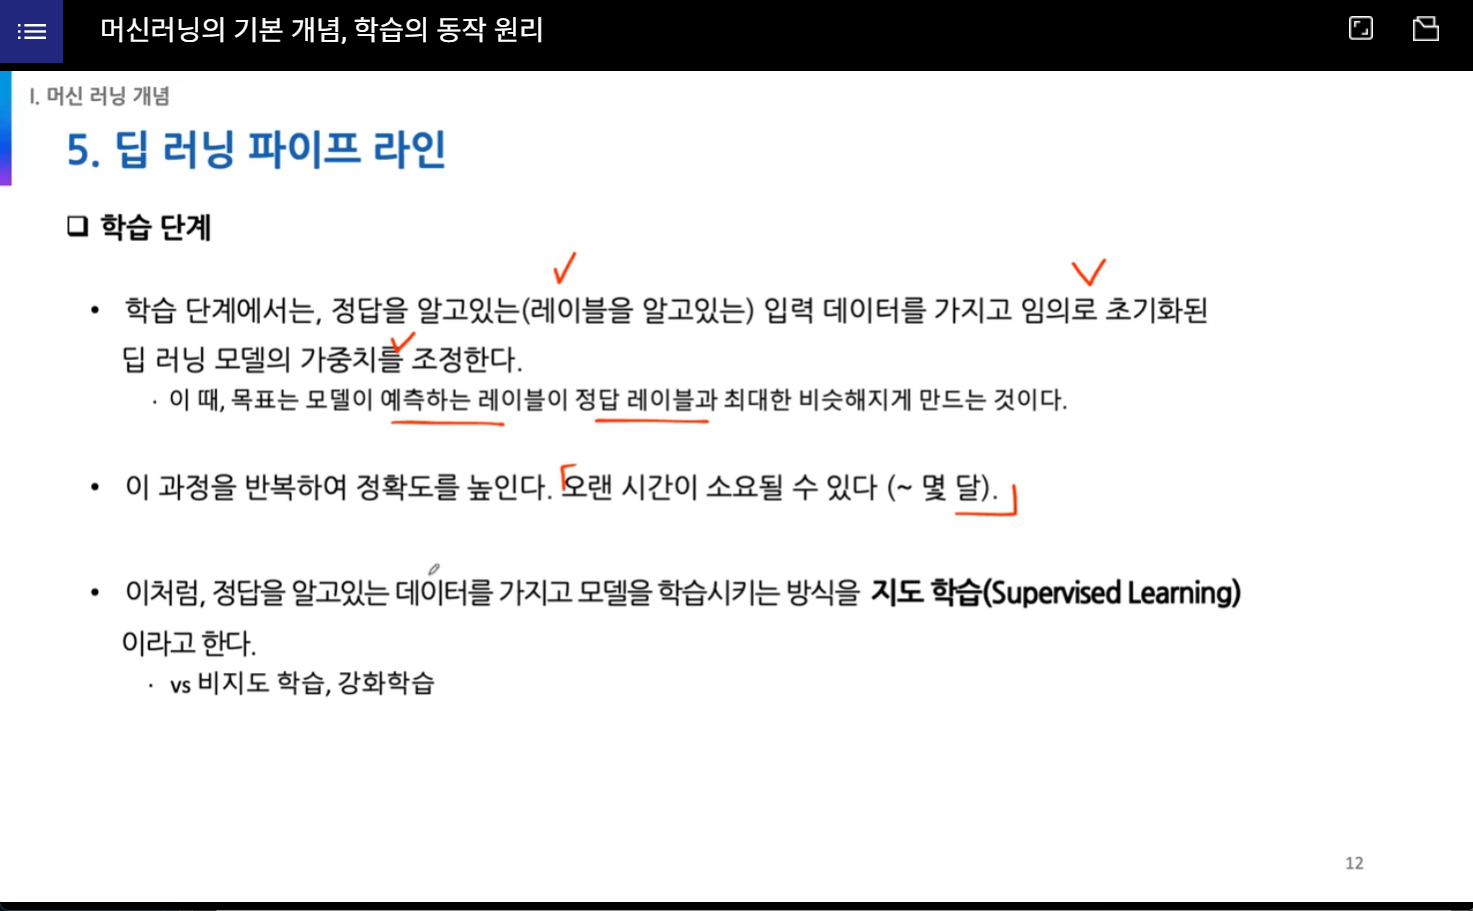 머신러닝의 기본 개념, 학습의 동작 원리
I. 머신 러닝 개념
5. 딥 러닝 파이프 라인
❑ 학습 단계
• 학습 단계에서는, 정답을 알고있는(레이블을 알고있는) 입력 데이터를 가지고 임의로 초기화된
딥 러닝 모델의 가중치를 조정한다.
· 이 때, 목표는 모델이 예측하는 레이블이 정답 레이블과 최대한 비슷해지게 만드는 것이다.
• 이 과정을 반복하여 정확도를 높인다. 오랜 시간이 소요될 수 있다 (~ 몇 달).
• 이처럼, 정답을 알고있는 데이터를 가지고 모델을 학습시키는 방식을 지도 학습(Supervised Learning)
이라고 한다.
· vs 비지도 학습, 강화학습
12